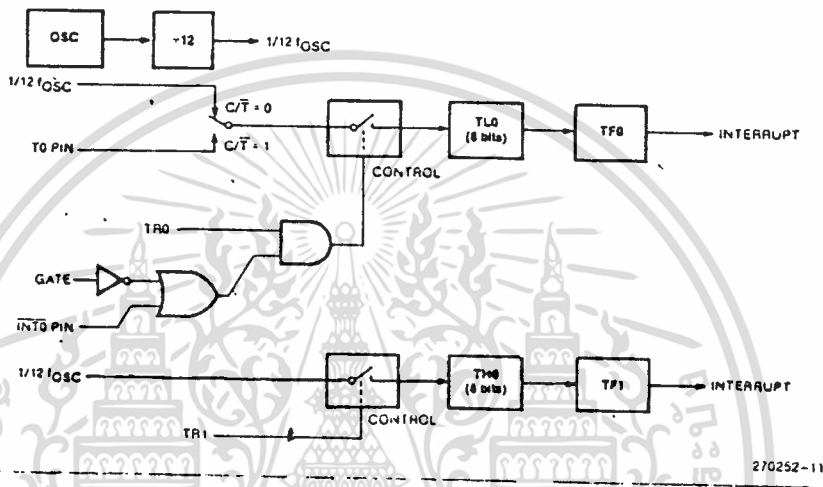 OSC
÷12
1/12 fOSC
1/12 fOSC
C/T̅ = 0
T0 PIN
C/T̅ = 1
TL0
(8 bits)
TF0
INTERRUPT
CONTROL
TR0
GATE
I̅N̅T̅0̅ PIN
1/12 fOSC
TH0
(8 bits)
TF1
INTERRUPT
CONTROL
TR1
270252-11